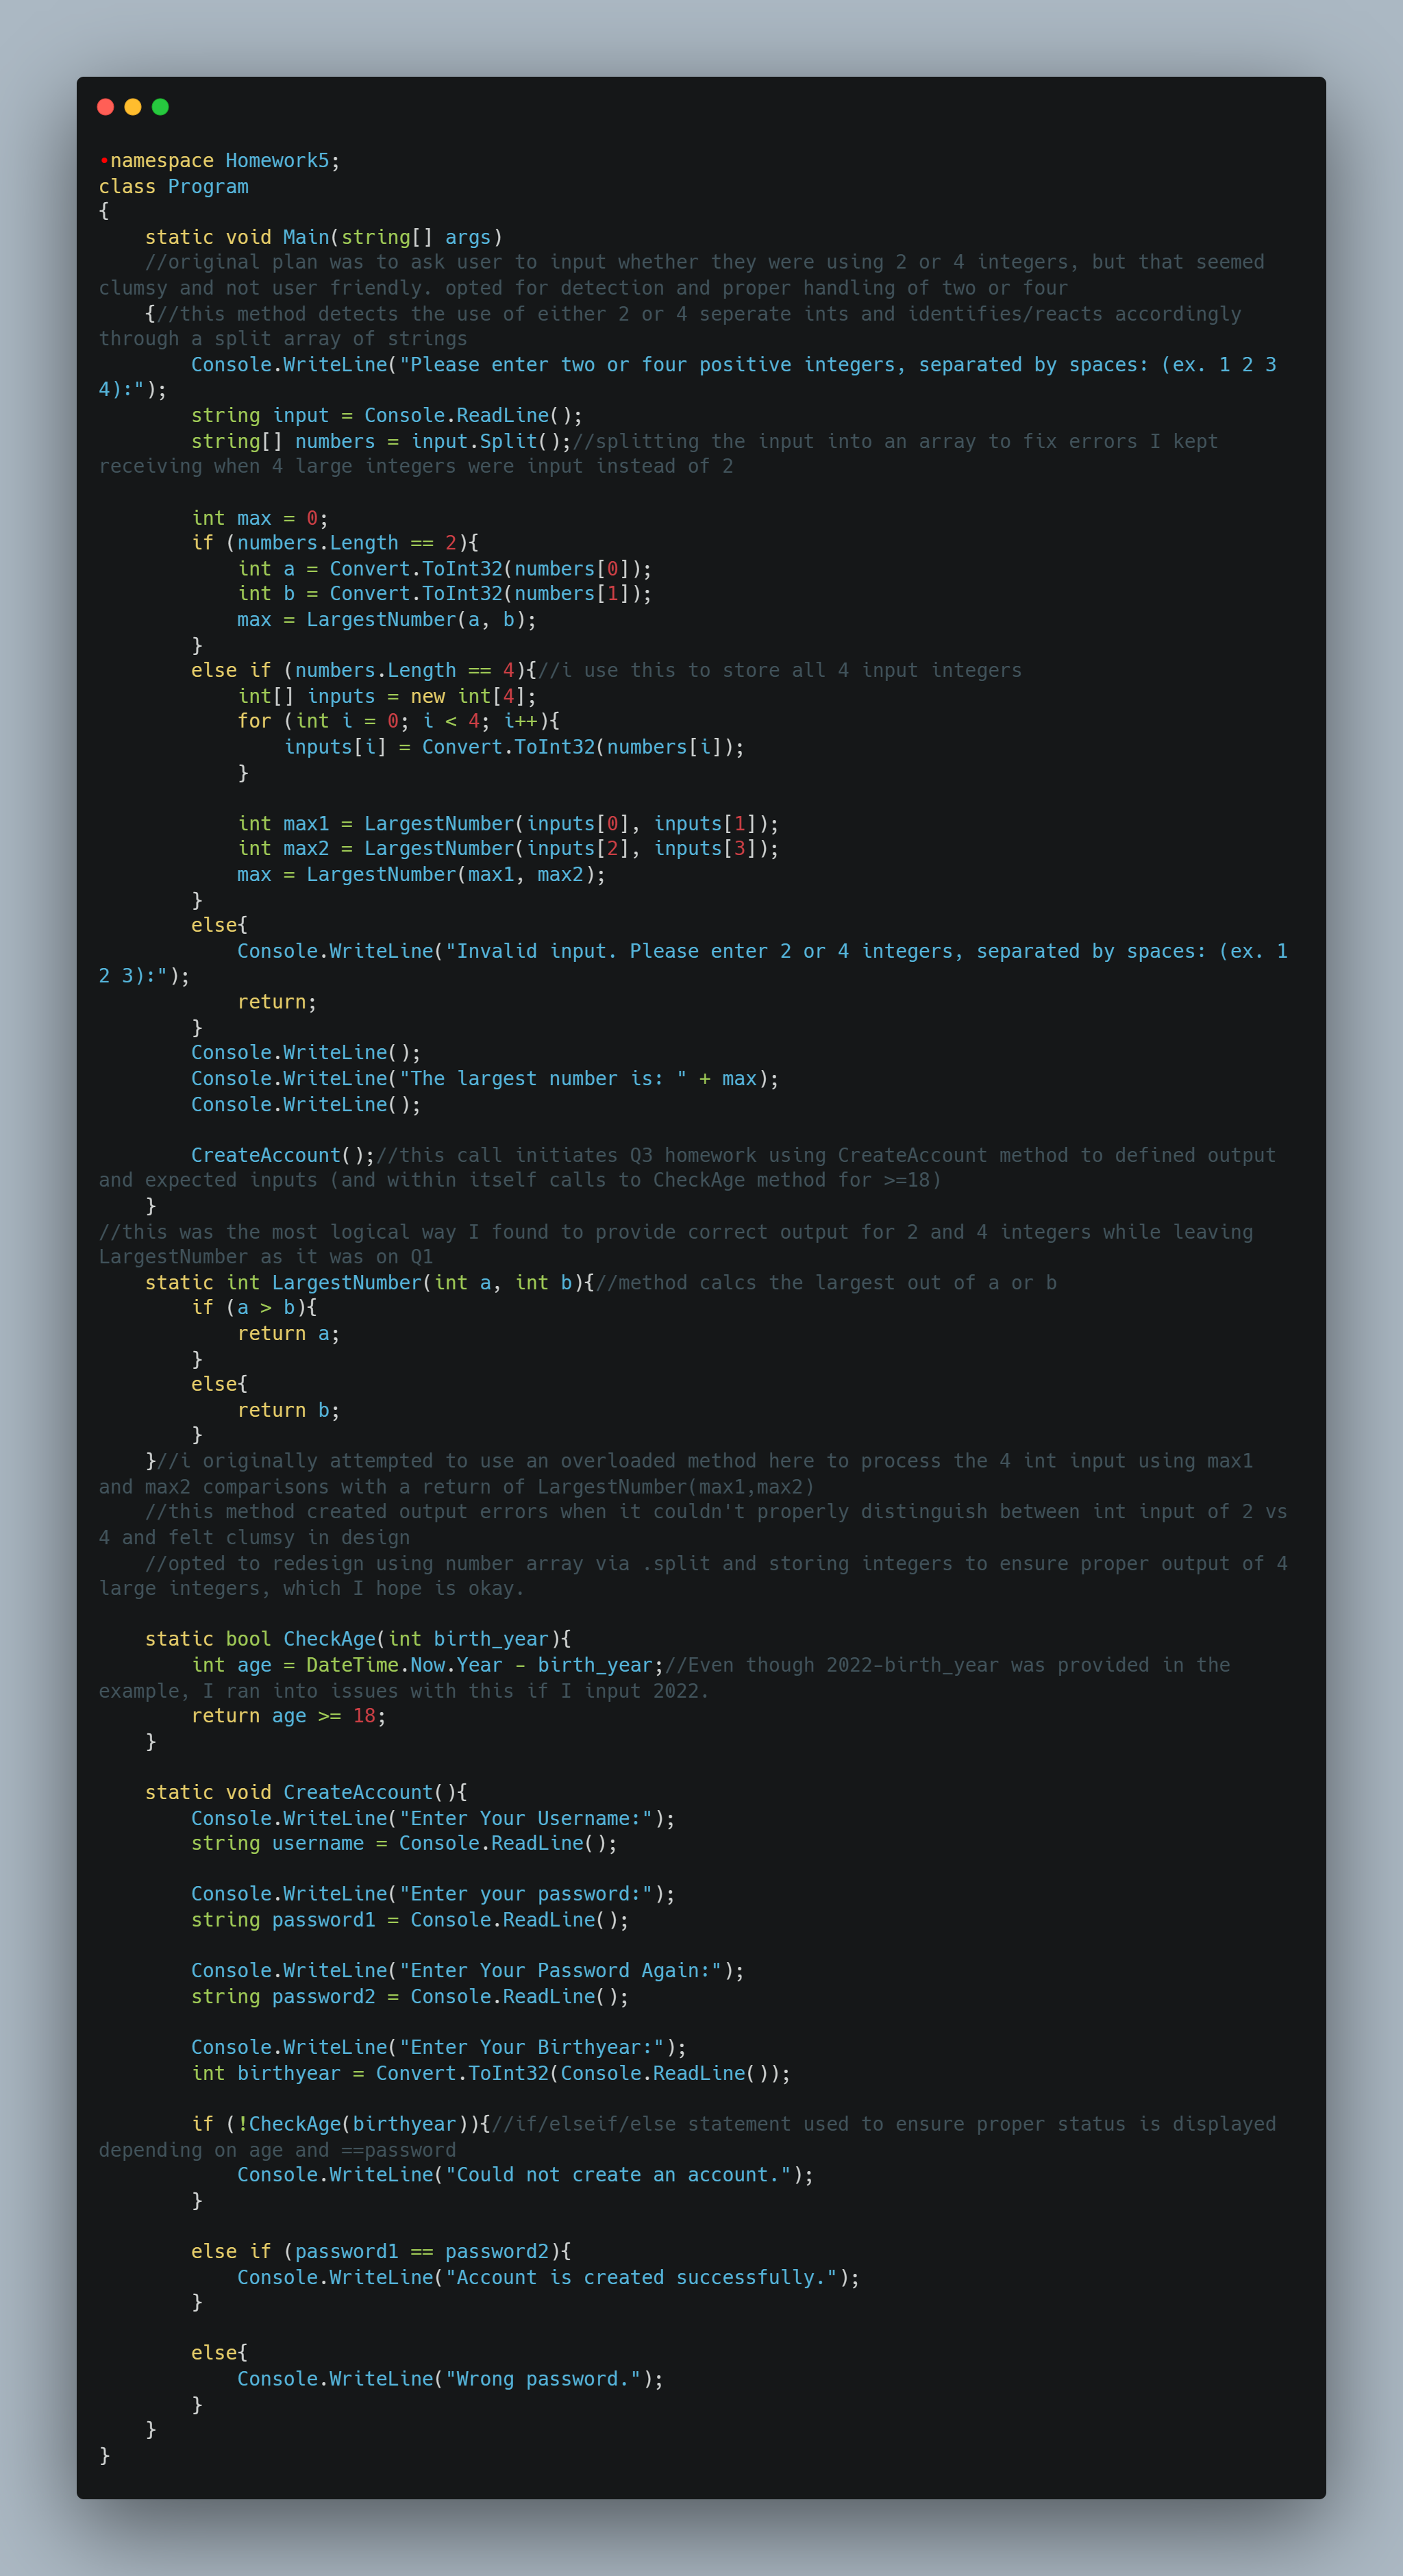 •namespace Homework5;
class Program
{
    static void Main(string[] args)
    //original plan was to ask user to input whether they were using 2 or 4 integers, but that seemed
clumsy and not user friendly. opted for detection and proper handling of two or four
    {//this method detects the use of either 2 or 4 seperate ints and identifies/reacts accordingly
through a split array of strings
        Console.WriteLine("Please enter two or four positive integers, separated by spaces: (ex. 1 2 3
4):");
        string input = Console.ReadLine();
        string[] numbers = input.Split();//splitting the input into an array to fix errors I kept
receiving when 4 large integers were input instead of 2

        int max = 0;
        if (numbers.Length == 2){
            int a = Convert.ToInt32(numbers[0]);
            int b = Convert.ToInt32(numbers[1]);
            max = LargestNumber(a, b);
        }
        else if (numbers.Length == 4){//i use this to store all 4 input integers
            int[] inputs = new int[4];
            for (int i = 0; i < 4; i++){
                inputs[i] = Convert.ToInt32(numbers[i]);
            }

            int max1 = LargestNumber(inputs[0], inputs[1]);
            int max2 = LargestNumber(inputs[2], inputs[3]);
            max = LargestNumber(max1, max2);
        }
        else{
            Console.WriteLine("Invalid input. Please enter 2 or 4 integers, separated by spaces: (ex. 1
2 3):");
            return;
        }
        Console.WriteLine();
        Console.WriteLine("The largest number is: " + max);
        Console.WriteLine();

        CreateAccount();//this call initiates Q3 homework using CreateAccount method to defined output
and expected inputs (and within itself calls to CheckAge method for >=18)
    }
//this was the most logical way I found to provide correct output for 2 and 4 integers while leaving
LargestNumber as it was on Q1
    static int LargestNumber(int a, int b){//method calcs the largest out of a or b
        if (a > b){
            return a;
        }
        else{
            return b;
        }
    }//i originally attempted to use an overloaded method here to process the 4 int input using max1
and max2 comparisons with a return of LargestNumber(max1,max2)
    //this method created output errors when it couldn't properly distinguish between int input of 2 vs
4 and felt clumsy in design
    //opted to redesign using number array via .split and storing integers to ensure proper output of 4
large integers, which I hope is okay.

    static bool CheckAge(int birth_year){
        int age = DateTime.Now.Year - birth_year;//Even though 2022-birth_year was provided in the
example, I ran into issues with this if I input 2022.
        return age >= 18;
    }

    static void CreateAccount(){
        Console.WriteLine("Enter Your Username:");
        string username = Console.ReadLine();

        Console.WriteLine("Enter your password:");
        string password1 = Console.ReadLine();

        Console.WriteLine("Enter Your Password Again:");
        string password2 = Console.ReadLine();

        Console.WriteLine("Enter Your Birthyear:");
        int birthyear = Convert.ToInt32(Console.ReadLine());

        if (!CheckAge(birthyear)){//if/elseif/else statement used to ensure proper status is displayed
depending on age and ==password
            Console.WriteLine("Could not create an account.");
        }

        else if (password1 == password2){
            Console.WriteLine("Account is created successfully.");
        }

        else{
            Console.WriteLine("Wrong password.");
        }
    }
}